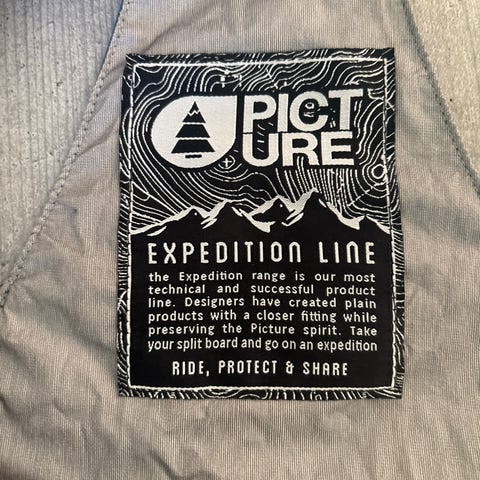 PICT
URE
EXPEDITION LINE
the Expedition range is our most
technical and successful product
line. Designers have created plain
products with a closer fitting while
preserving the Picture spirit. Take
your split board and go on an expedition
RIDE, PROTECT & SHARE